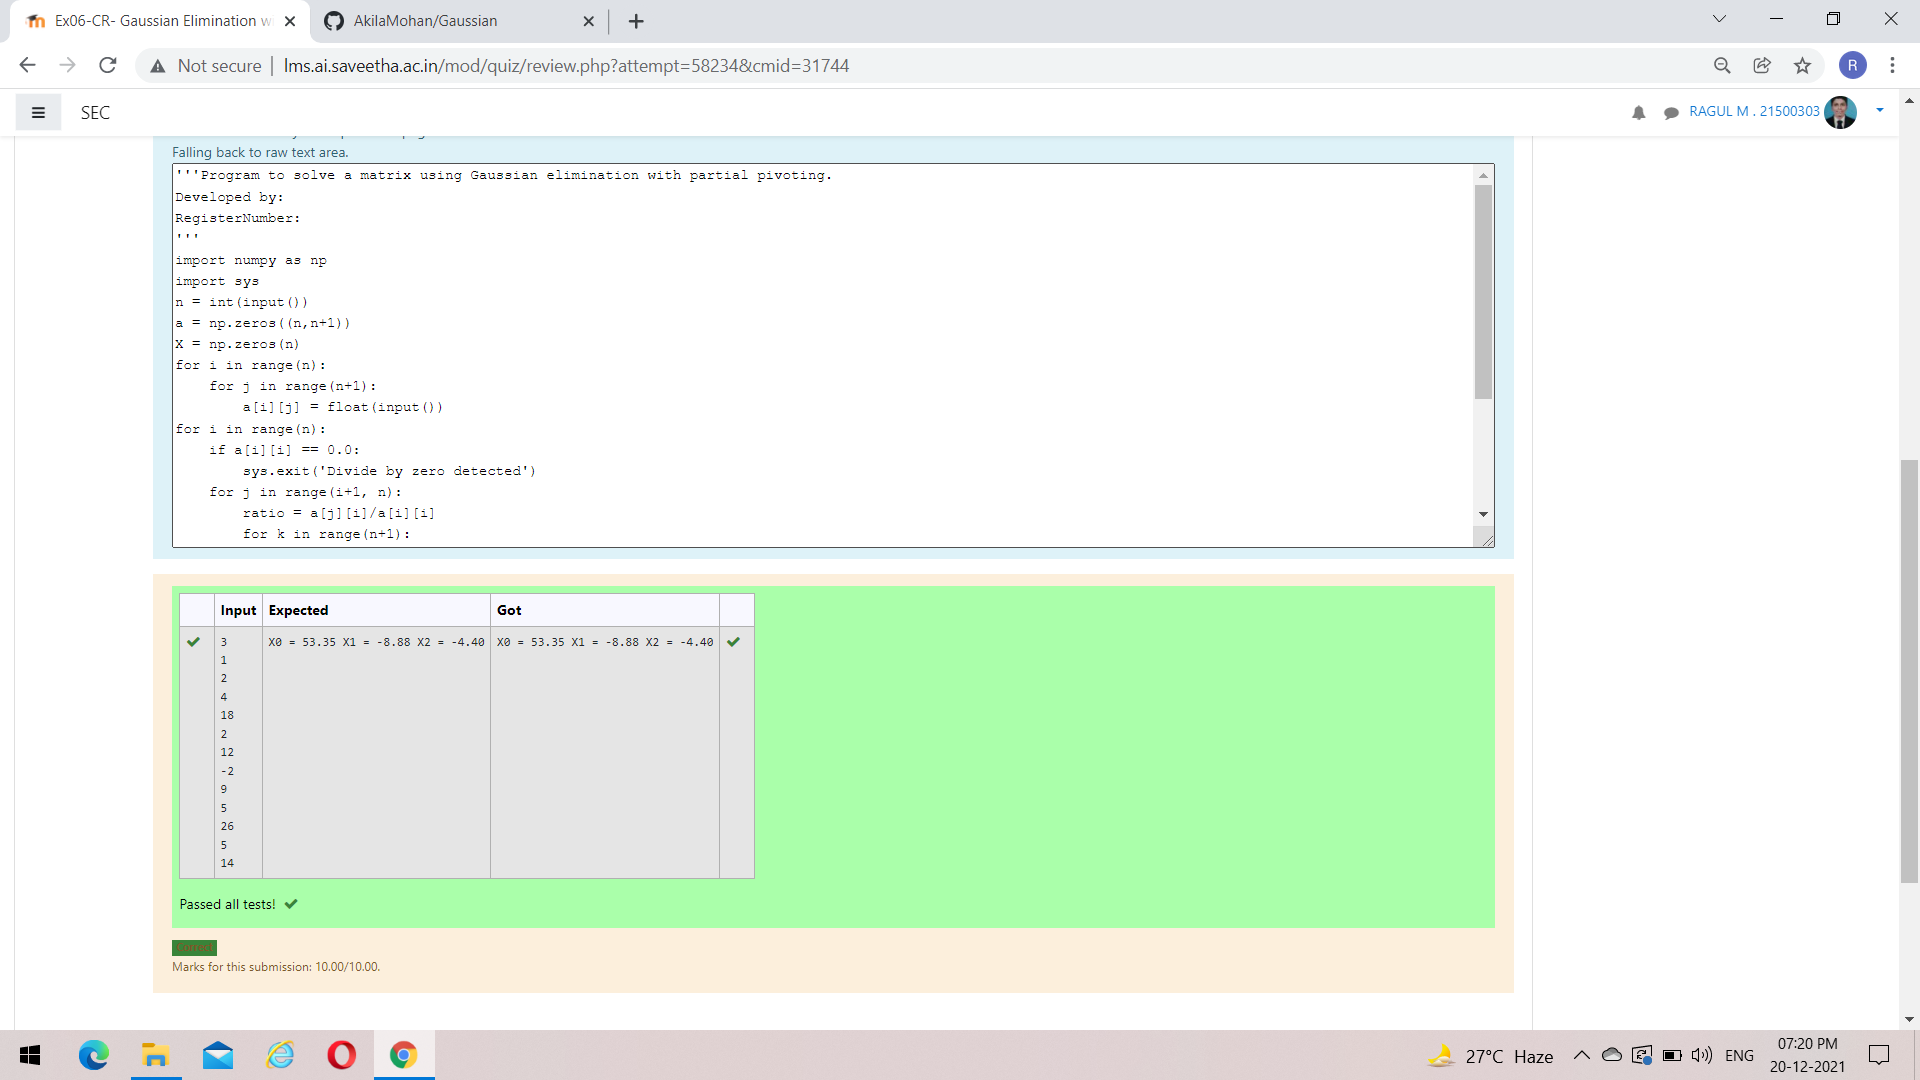 Ex06-CR- Gaussian Elimination w
AkilaMohan/Gaussian
Not secure
lms.ai.saveetha.ac.in/mod/quiz/review.php?attempt=58234&cmid=31744
R
SEC
RAGUL M . 21500303
Falling back to raw text area.
'''Program to solve a matrix using Gaussian elimination with partial pivoting.
Developed by:
RegisterNumber:
'''
import numpy as np
import sys
n = int(input())
a = np.zeros((n,n+1))
X = np.zeros(n)
for i in range(n):
    for j in range(n+1):
        a[i][j] = float(input())
for i in range(n):
    if a[i][i] == 0.0:
        sys.exit('Divide by zero detected')
    for j in range(i+1, n):
        ratio = a[j][i]/a[i][i]
        for k in range(n+1):
Input Expected Got
3 X0 = 53.35 X1 = -8.88 X2 = -4.40 X0 = 53.35 X1 = -8.88 X2 = -4.40
1
2
4
18
2
12
-2
9
5
26
5
14
Passed all tests!
Correct
Marks for this submission: 10.00/10.00.
27°C Haze
ENG
07:20 PM
20-12-2021